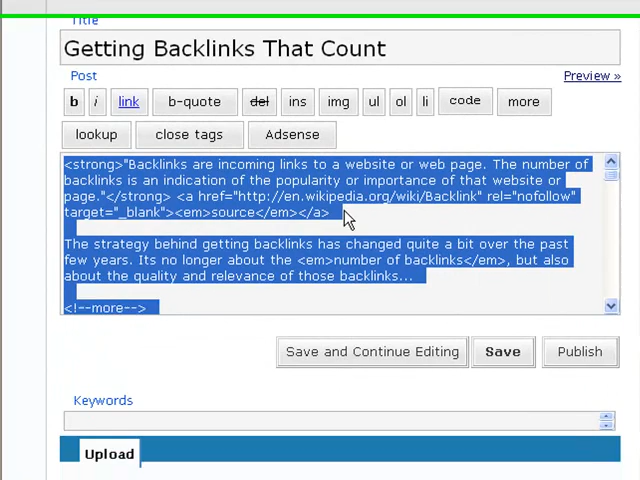 Title
Getting Backlinks That Count
Post
Preview »
b i link b-quote del ins img ul ol li code more
lookup close tags Adsense
<strong>"Backlinks are incoming links to a website or web page. The number of
backlinks is an indication of the popularity or importance of that website or
page."</strong> <a href="http://en.wikipedia.org/wiki/Backlink" rel="nofollow"
target="_blank"><em>source</em></a>
The strategy behind getting backlinks has changed quite a bit over the past
few years. Its no longer about the <em>number of backlinks</em>, but also
about the quality and relevance of those backlinks...
<!--more-->
Save and Continue Editing Save Publish
Keywords
Upload